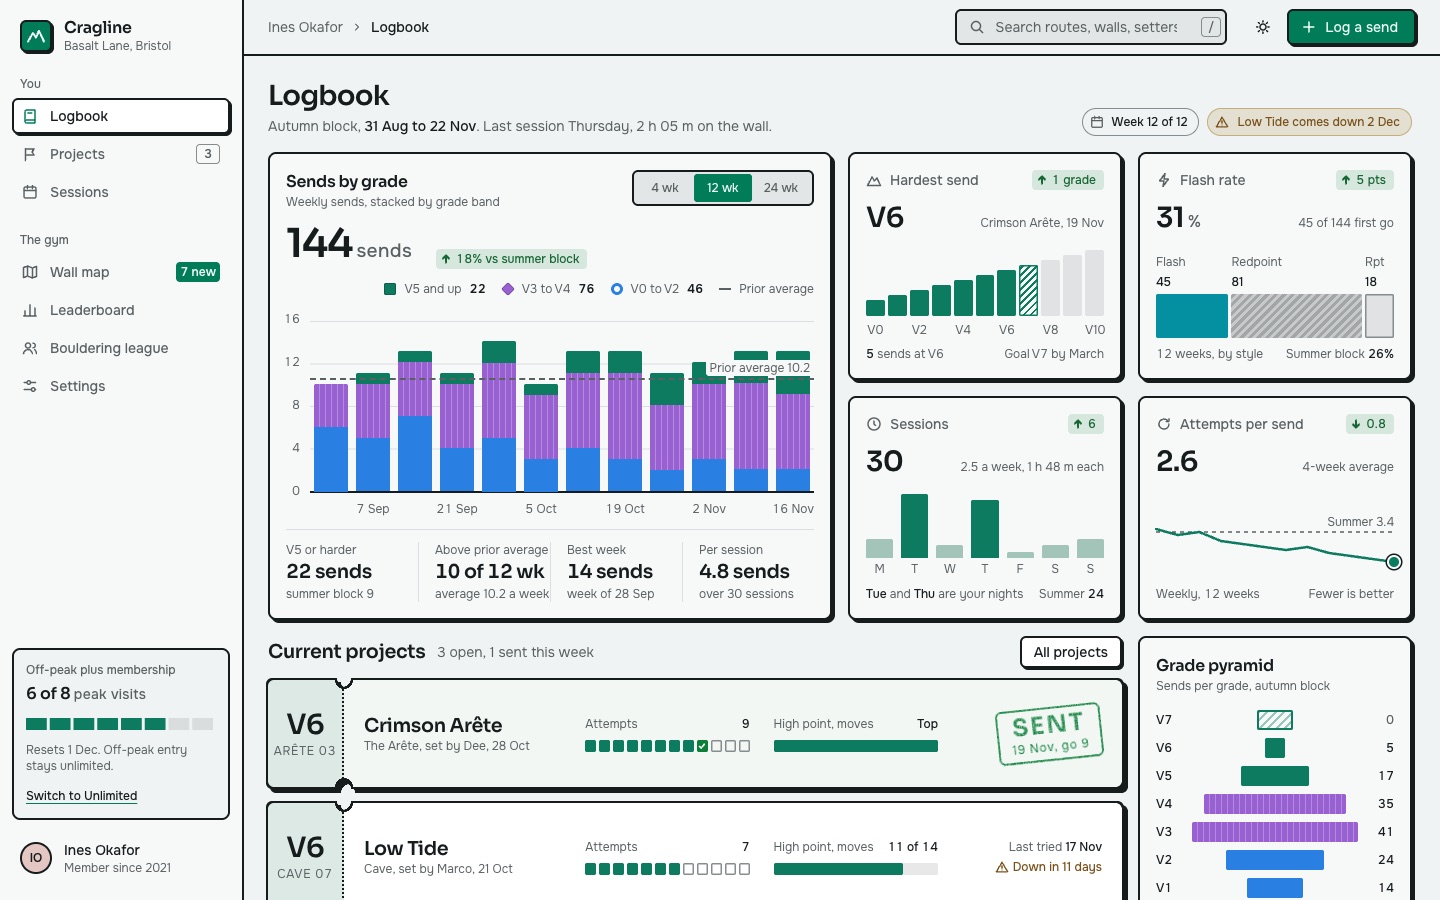 Cragline
Basalt Lane, Bristol
You
Logbook
Projects 3
Sessions
The gym
Wall map 7 new
Leaderboard
Bouldering league
Settings
Off-peak plus membership
6 of 8 peak visits
Resets 1 Dec. Off-peak entry
stays unlimited.
Switch to Unlimited
IO
Ines Okafor
Member since 2021
Ines Okafor > Logbook
Search routes, walls, setters /
+ Log a send
Logbook
Autumn block, 31 Aug to 22 Nov. Last session Thursday, 2 h 05 m on the wall.
Week 12 of 12
Low Tide comes down 2 Dec
Sends by grade
Weekly sends, stacked by grade band
4 wk 12 wk 24 wk
144 sends
18% vs summer block
V5 and up 22 V3 to V4 76 V0 to V2 46 Prior average
16
12
8
4
0
Prior average 10.2
7 Sep 21 Sep 5 Oct 19 Oct 2 Nov 16 Nov
V5 or harder
22 sends
summer block 9
Above prior average
10 of 12 wk
average 10.2 a week
Best week
14 sends
week of 28 Sep
Per session
4.8 sends
over 30 sessions
Hardest send
1 grade
V6
Crimson Arête, 19 Nov
V0 V2 V4 V6 V8 V10
5 sends at V6
Goal V7 by March
Flash rate
5 pts
31 %
45 of 144 first go
Flash Redpoint Rpt
45 81 18
12 weeks, by style
Summer block 26%
Sessions
6
30
2.5 a week, 1 h 48 m each
M T W T F S S
Tue and Thu are your nights
Summer 24
Attempts per send
0.8
2.6
4-week average
Summer 3.4
Weekly, 12 weeks
Fewer is better
Current projects
3 open, 1 sent this week
All projects
V6
ARÊTE 03
Crimson Arête
The Arête, set by Dee, 28 Oct
Attempts 9
High point, moves Top
SENT
19 Nov, go 9
V6
CAVE 07
Low Tide
Cave, set by Marco, 21 Oct
Attempts 7
High point, moves 11 of 14
Last tried 17 Nov
Down in 11 days
Grade pyramid
Sends per grade, autumn block
V7 0
V6 5
V5 17
V4 35
V3 41
V2 24
V1 14